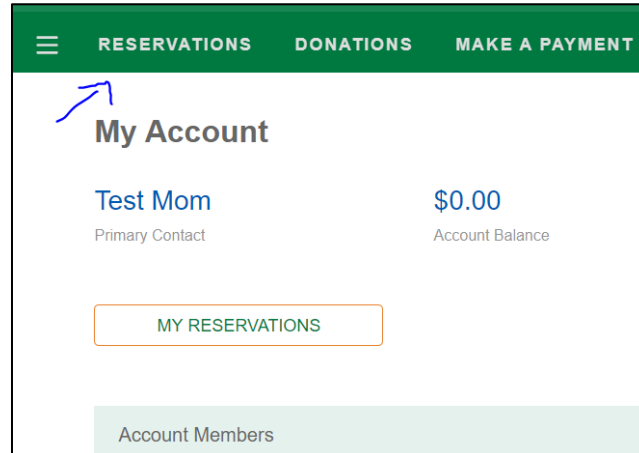 RESERVATIONS DONATIONS MAKE A PAYMENT
My Account
Test Mom $0.00
Primary Contact Account Balance
MY RESERVATIONS
Account Members